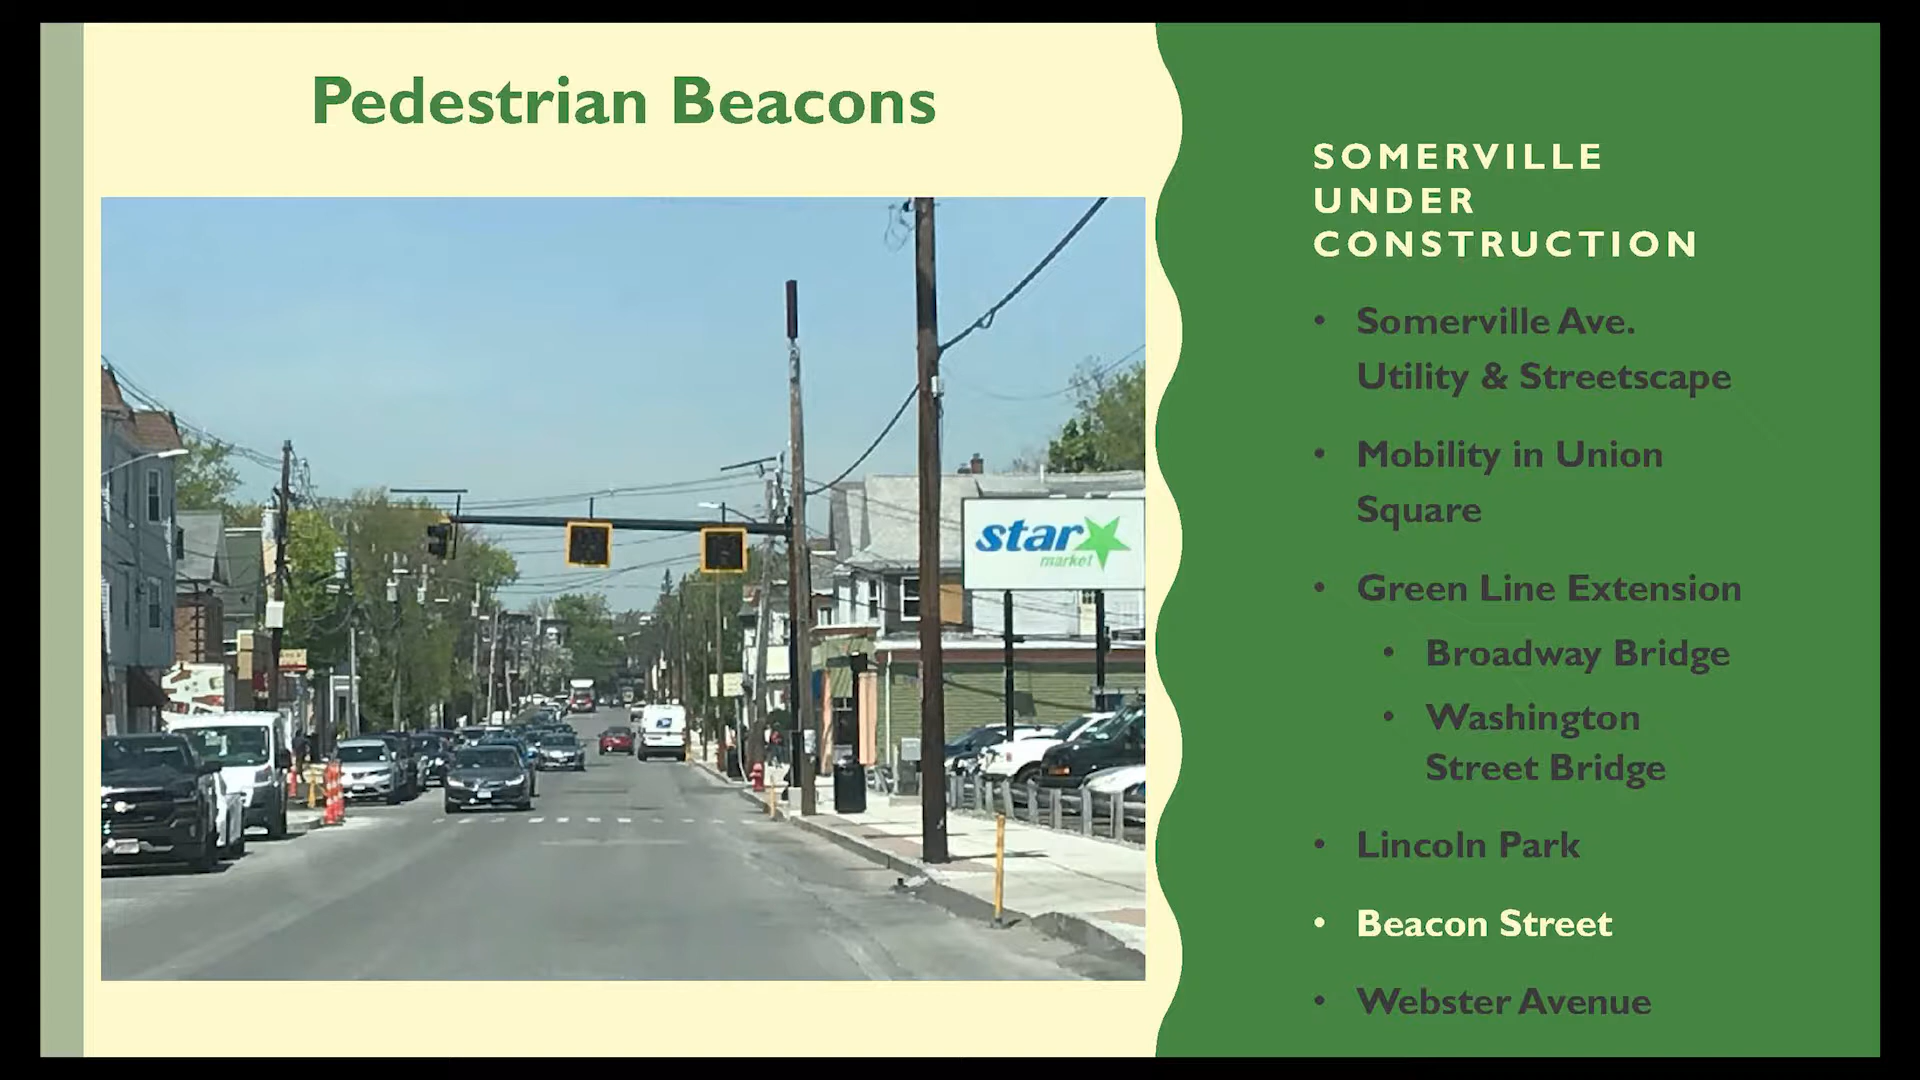 Pedestrian Beacons
star
market
SOMERVILLE
UNDER
CONSTRUCTION
• Somerville Ave.
Utility & Streetscape
• Mobility in Union
Square
• Green Line Extension
• Broadway Bridge
• Washington
Street Bridge
• Lincoln Park
• Beacon Street
• Webster Avenue